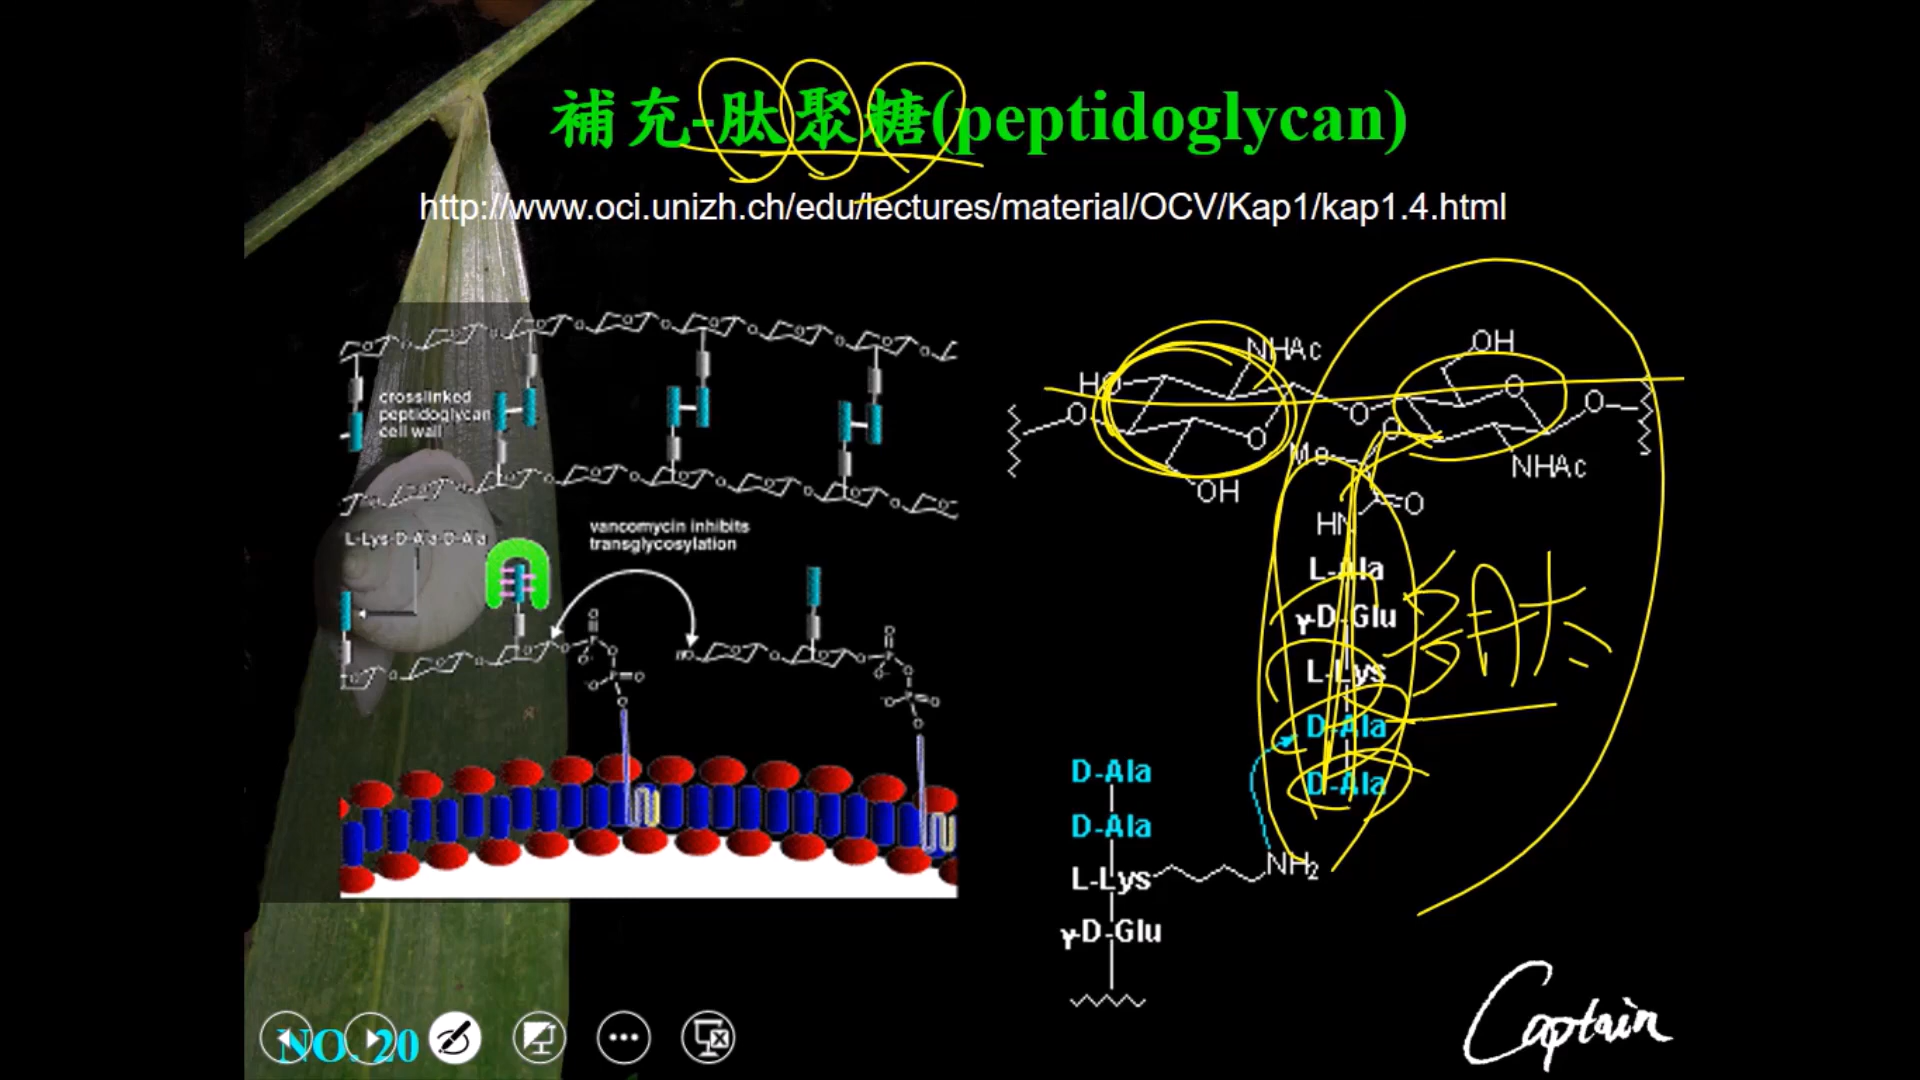 補充-肽聚糖(peptidoglycan)
http://www.oci.unizh.ch/edu/lectures/material/OCV/Kap1/kap1.4.html
crosslinked
peptidoglycan
cell wall
L-Lys-D-Ala-D-Ala
vancomycin inhibits
transglycosylation
HO
NHAc
OH
O
O
O
O
O
O
Me
NHAc
OH
O
HN
L-Ala
γD-Glu
L-Lys
D-Ala
D-Ala
多肽
D-Ala
D-Ala
L-Lys
NH₂
γD-Glu
NO. 20
Captain